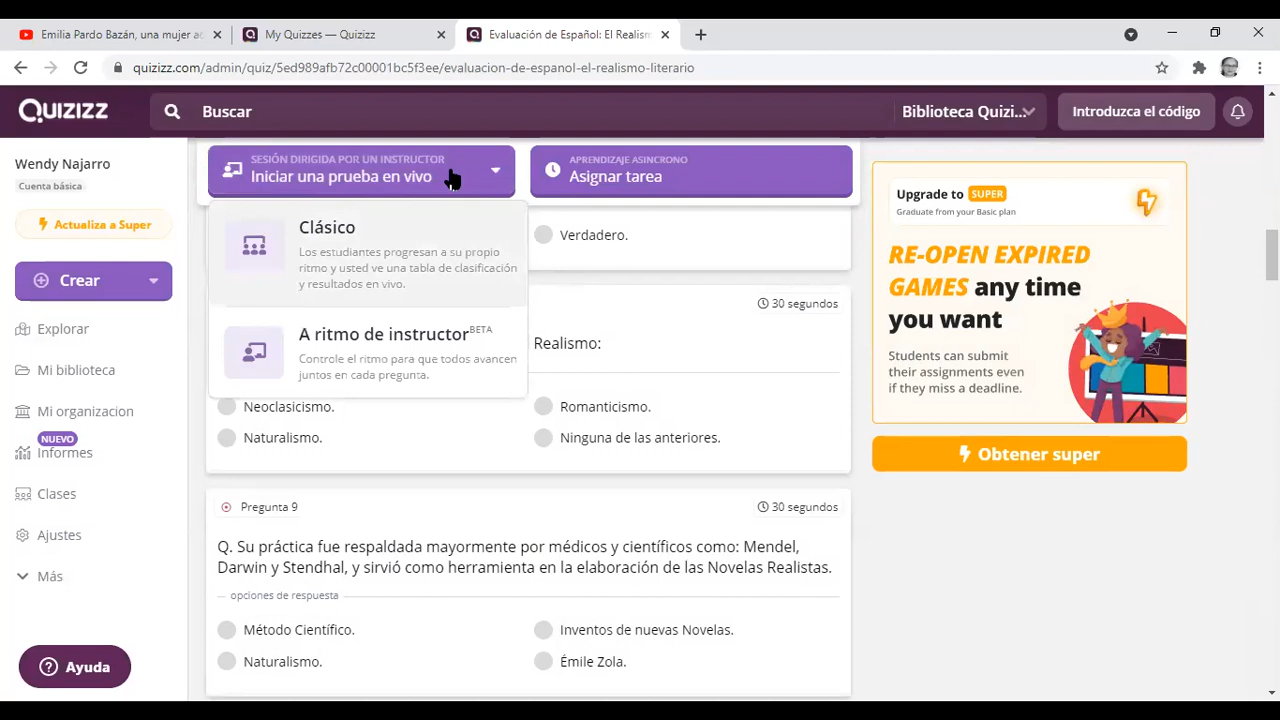 Emilia Pardo Bazán, una mujer ac
My Quizzes — Quizizz
Evaluación de Español: El Realism
quizizz.com/admin/quiz/5ed989afb72c00001bc5f3ee/evaluacion-de-espanol-el-realismo-literario
QUIZIZZ
Buscar
Biblioteca Quizi...
Introduzca el código
Wendy Najarro
Cuenta básica
Actualiza a Super
Crear
Explorar
Mi biblioteca
Mi organizacion
NUEVO
Informes
Clases
Ajustes
Más
Ayuda
SESIÓN DIRIGIDA POR UN INSTRUCTOR
Iniciar una prueba en vivo
APRENDIZAJE ASINCRONO
Asignar tarea
Clásico
Los estudiantes progresan a su propio
ritmo y usted ve una tabla de clasificación
y resultados en vivo.
A ritmo de instructor BETA
Controle el ritmo para que todos avancen
juntos en cada pregunta.
Verdadero.
30 segundos
Realismo:
Neoclasicismo.
Romanticismo.
Naturalismo.
Ninguna de las anteriores.
Pregunta 9
30 segundos
Q. Su práctica fue respaldada mayormente por médicos y científicos como: Mendel,
Darwin y Stendhal, y sirvió como herramienta en la elaboración de las Novelas Realistas.
opciones de respuesta
Método Científico.
Inventos de nuevas Novelas.
Naturalismo.
Émile Zola.
Upgrade to SUPER
Graduate from your Basic plan
RE-OPEN EXPIRED
GAMES any time
you want
Students can submit
their assignments even
if they miss a deadline.
Obtener super